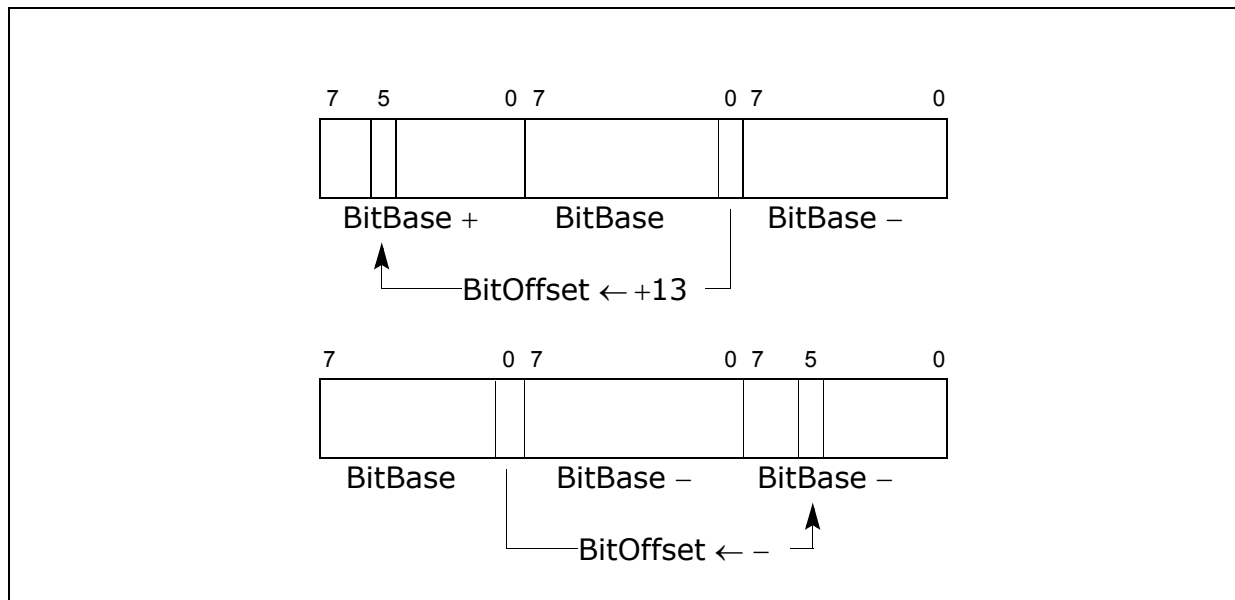 7 5 0 7 0 7 0
BitBase + BitBase BitBase −
BitOffset ← +13
7 0 7 0 7 5 0
BitBase BitBase − BitBase −
BitOffset ← −